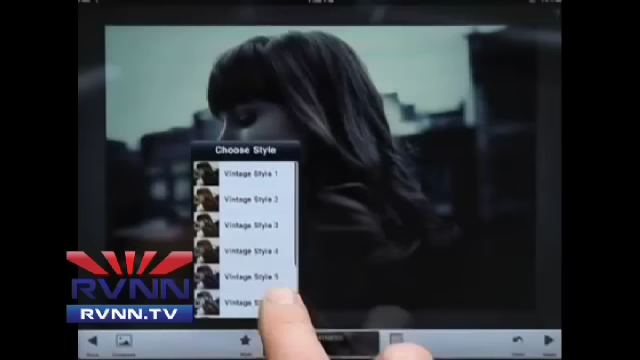 Choose Style
Vintage Style 1
Vintage Style 2
Vintage Style 3
Vintage Style 4
Vintage Style 5
Vintage
RVNN
RVNN.TV